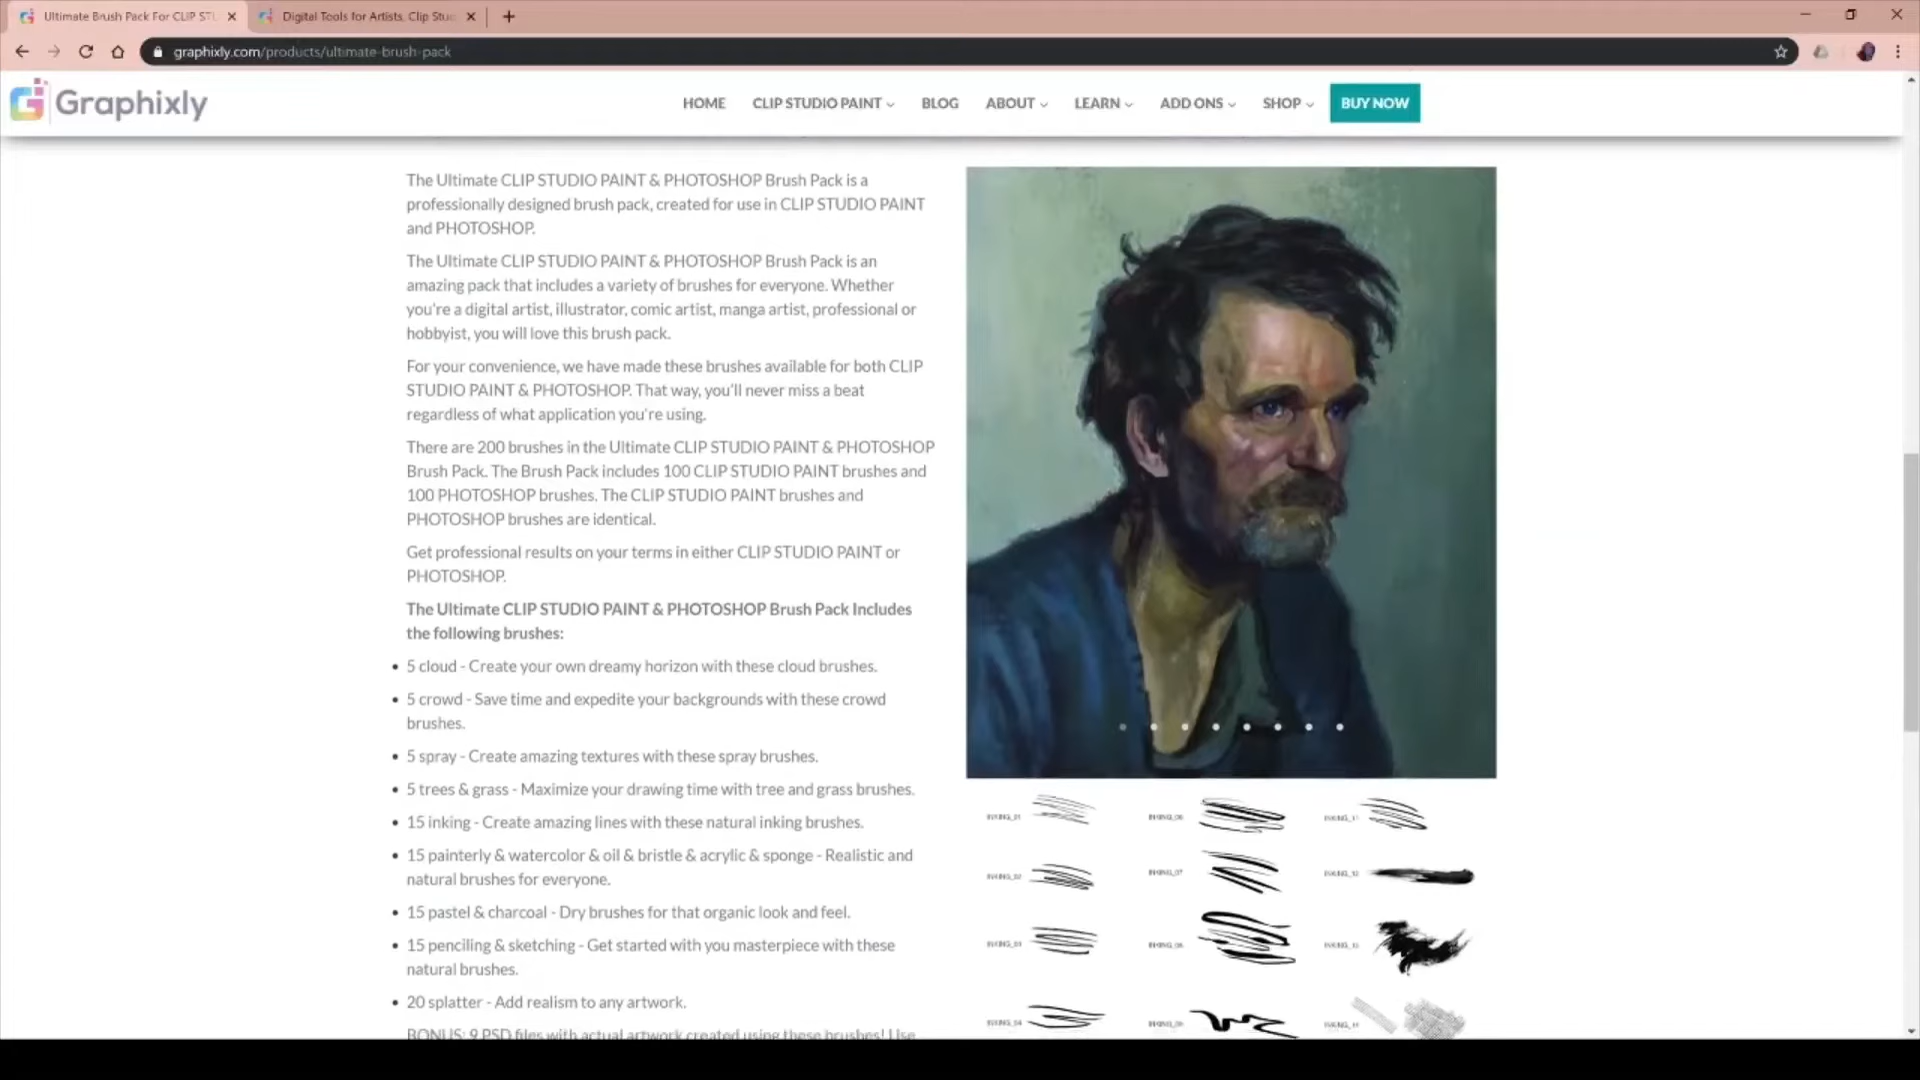 Ultimate Brush Pack For CLIP ST
Digital Tools for Artists, Clip Stu
graphixly.com/products/ultimate-brush-pack
Graphixly
HOME CLIP STUDIO PAINT BLOG ABOUT LEARN ADD ONS SHOP BUY NOW
The Ultimate CLIP STUDIO PAINT & PHOTOSHOP Brush Pack is a
professionally designed brush pack, created for use in CLIP STUDIO PAINT
and PHOTOSHOP.
The Ultimate CLIP STUDIO PAINT & PHOTOSHOP Brush Pack is an
amazing pack that includes a variety of brushes for everyone. Whether
you're a digital artist, illustrator, comic artist, manga artist, professional or
hobbyist, you will love this brush pack.
For your convenience, we have made these brushes available for both CLIP
STUDIO PAINT & PHOTOSHOP. That way, you'll never miss a beat
regardless of what application you're using.
There are 200 brushes in the Ultimate CLIP STUDIO PAINT & PHOTOSHOP
Brush Pack. The Brush Pack includes 100 CLIP STUDIO PAINT brushes and
100 PHOTOSHOP brushes. The CLIP STUDIO PAINT brushes and
PHOTOSHOP brushes are identical.
Get professional results on your terms in either CLIP STUDIO PAINT or
PHOTOSHOP.
The Ultimate CLIP STUDIO PAINT & PHOTOSHOP Brush Pack Includes
the following brushes:
• 5 cloud - Create your own dreamy horizon with these cloud brushes.
• 5 crowd - Save time and expedite your backgrounds with these crowd
brushes.
• 5 spray - Create amazing textures with these spray brushes.
• 5 trees & grass - Maximize your drawing time with tree and grass brushes.
• 15 inking - Create amazing lines with these natural inking brushes.
• 15 painterly & watercolor & oil & bristle & acrylic & sponge - Realistic and
natural brushes for everyone.
• 15 pastel & charcoal - Dry brushes for that organic look and feel.
• 15 penciling & sketching - Get started with you masterpiece with these
natural brushes.
• 20 splatter - Add realism to any artwork.
BONUS: 9 PSD files with actual artwork created using these brushes! Use